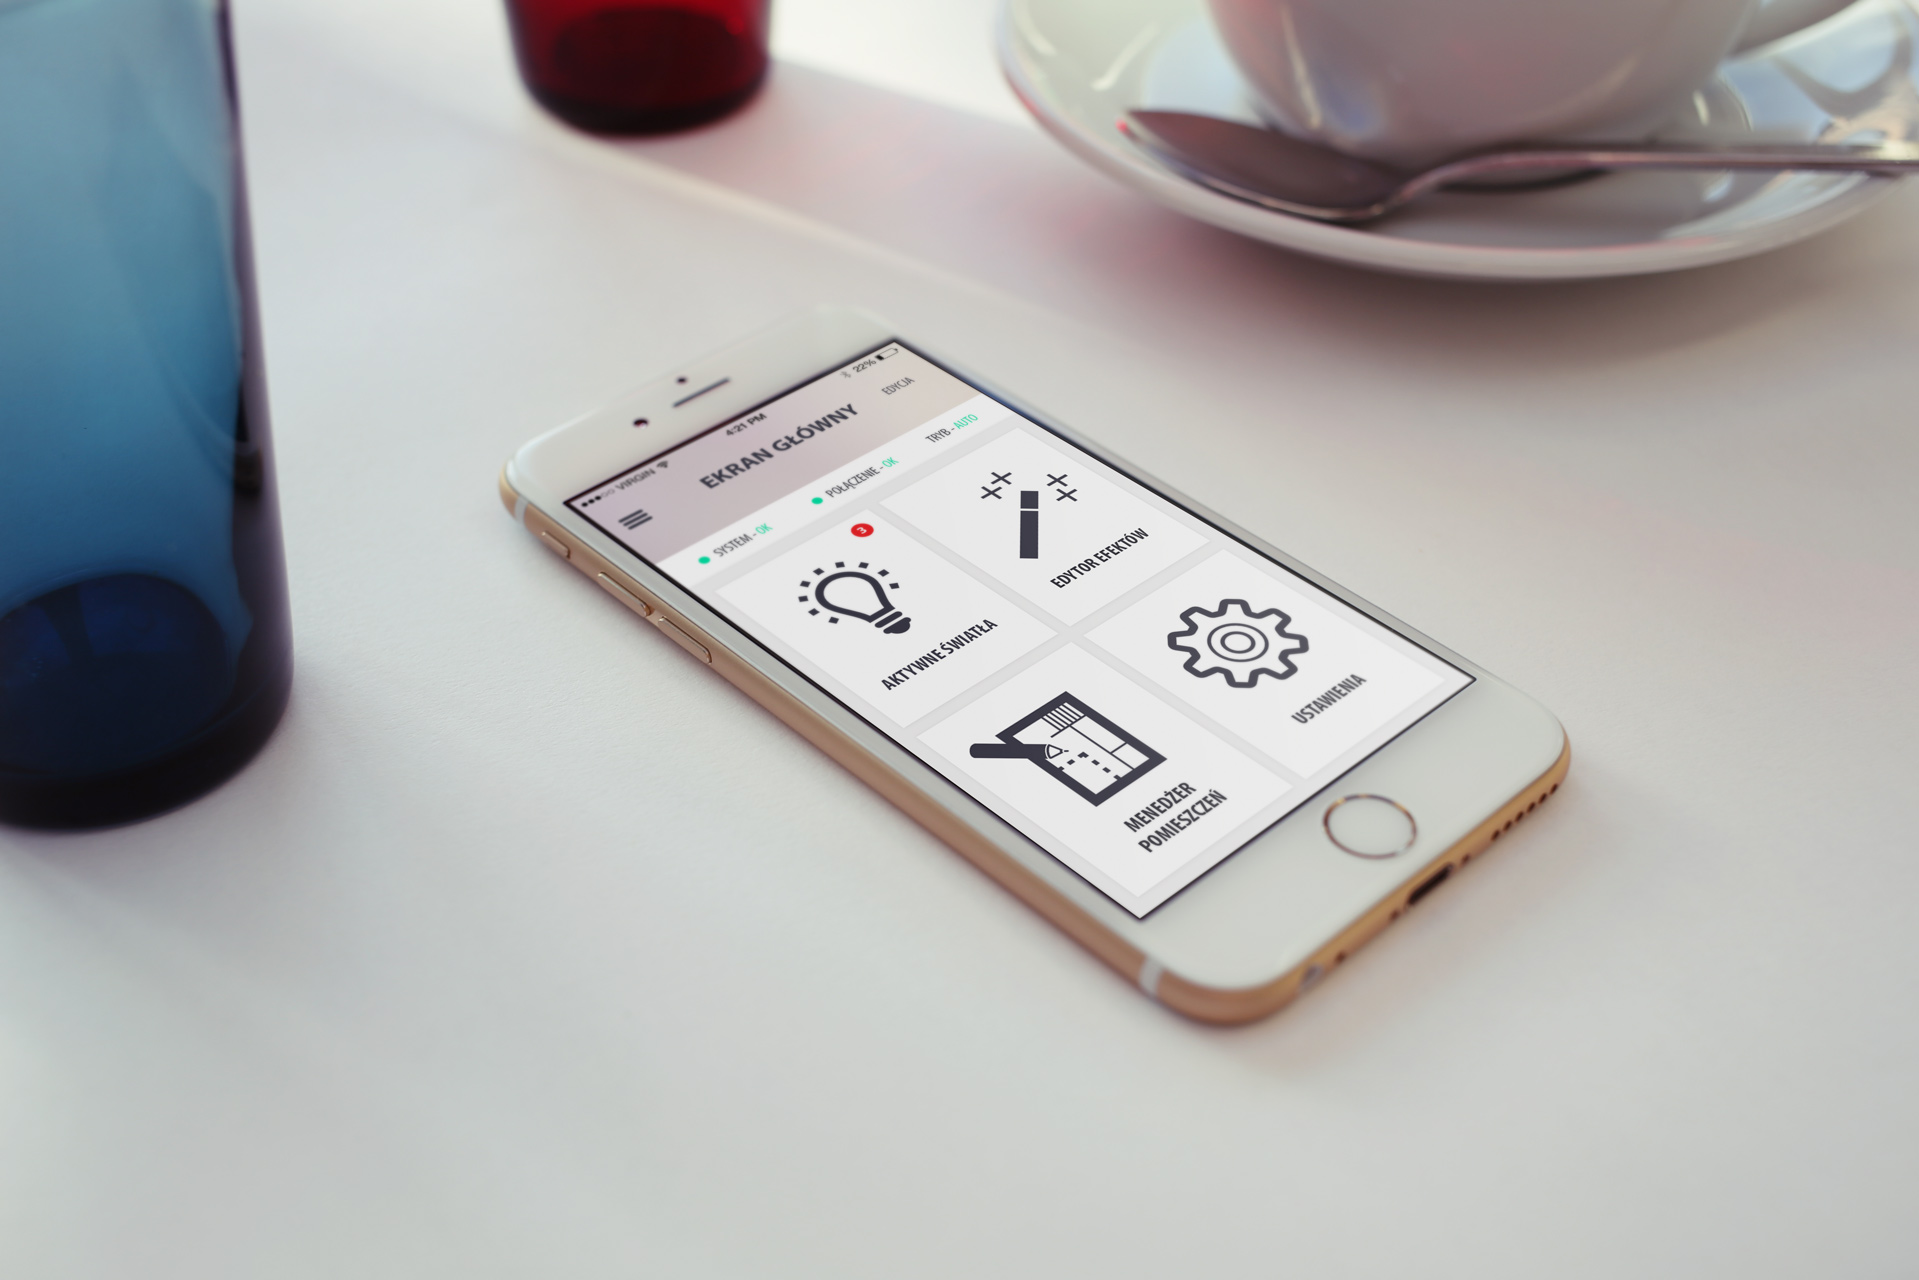 VIRGIN 4:21 PM 22%
EKRAN GŁÓWNY EDYCJA
SYSTEM - OK POŁĄCZENIE - OK TRYB - AUTO
3
AKTYWNE ŚWIATŁA
EDYTOR EFEKTÓW
MENEDŻER
POMIESZCZEŃ
USTAWIENIA